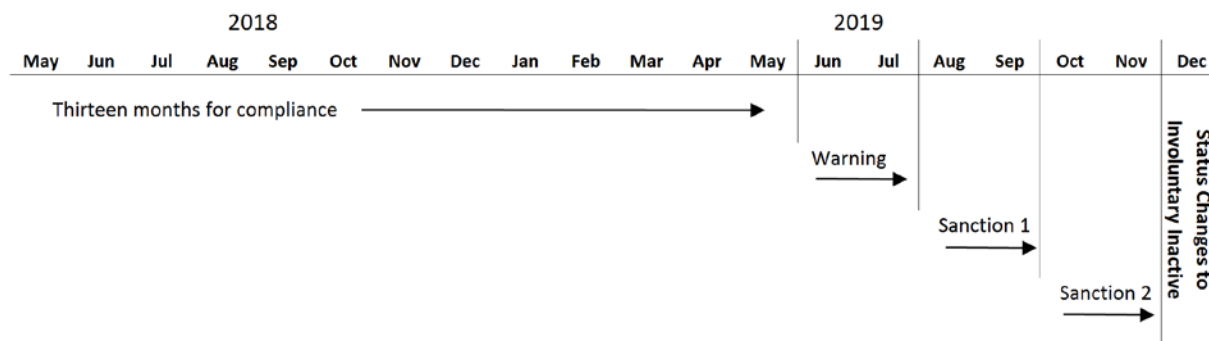 2018 2019
May Jun Jul Aug Sep Oct Nov Dec Jan Feb Mar Apr May Jun Jul Aug Sep Oct Nov Dec
Thirteen months for compliance
Warning
Sanction 1
Sanction 2
Status Changes to
Involuntary Inactive